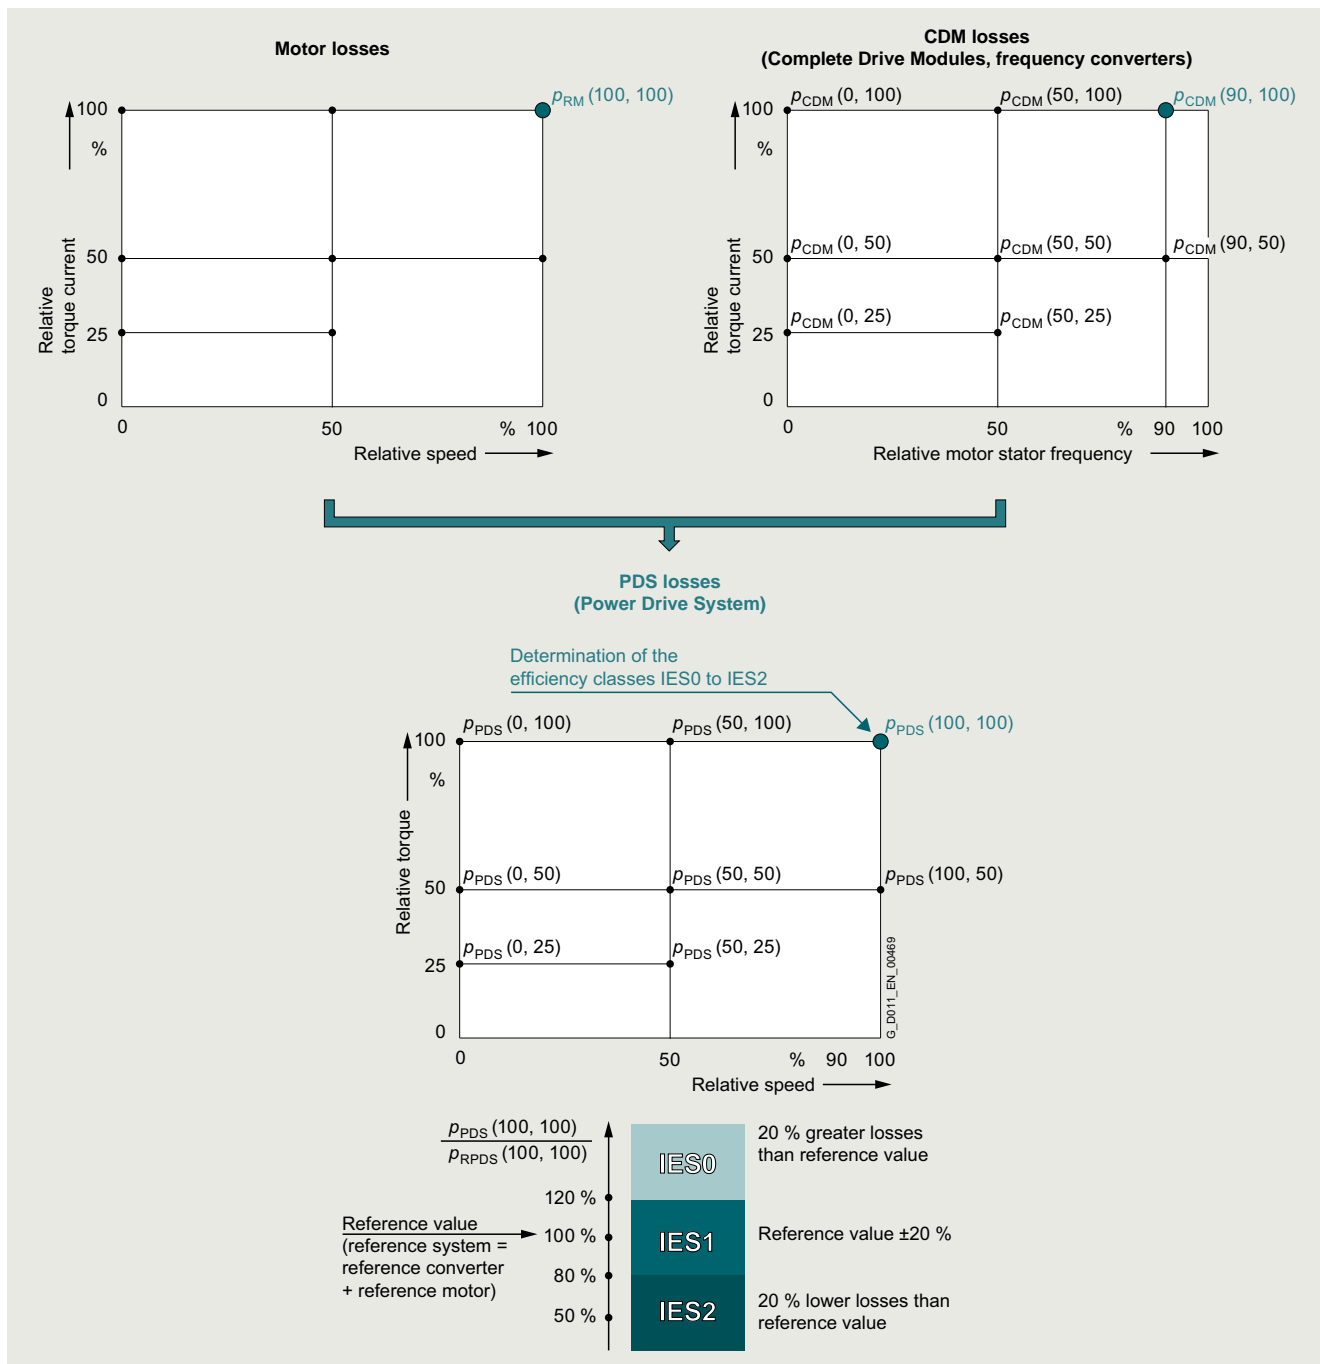 Motor losses
p RM (100, 100)
100
%
50
25
0
Relative
torque current
0 50 % 100
Relative speed
CDM losses
(Complete Drive Modules, frequency converters)
pCDM (0, 100) pCDM (50, 100) pCDM (90, 100)
100
%
pCDM (0, 50) pCDM (50, 50) pCDM (90, 50)
50
pCDM (0, 25) pCDM (50, 25)
25
0
Relative
torque current
0 50 % 90 100
Relative motor stator frequency
PDS losses
(Power Drive System)
Determination of the
efficiency classes IES0 to IES2
pPDS (0, 100) pPDS (50, 100) pPDS (100, 100)
100
%
pPDS (0, 50) pPDS (50, 50) pPDS (100, 50)
50
pPDS (0, 25) pPDS (50, 25)
25
0
Relative torque
G_D011_EN_00469
0 50 % 90 100
Relative speed
pPDS (100, 100)
pRPDS (100, 100)
120 %
100 %
80 %
50 %
Reference value
(reference system =
reference converter
+ reference motor)
IES0
20 % greater losses
than reference value
IES1
Reference value ±20 %
IES2
20 % lower losses than
reference value